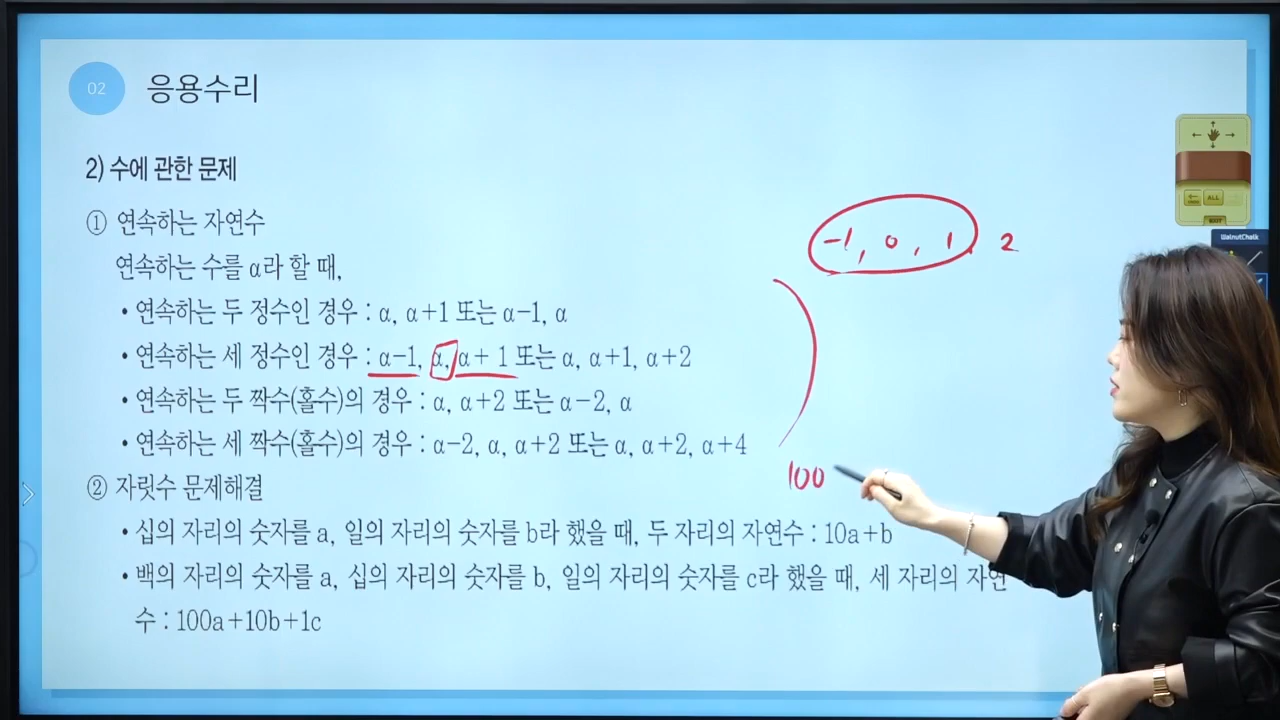 02
응용수리
2) 수에 관한 문제
① 연속하는 자연수
연속하는 수를 α라 할 때,
• 연속하는 두 정수인 경우 : α, α+1 또는 α-1, α
• 연속하는 세 정수인 경우 : α-1, α, α+ 1 또는 α, α+1, α+2
• 연속하는 두 짝수(홀수)의 경우 : α, α+2 또는 α-2, α
• 연속하는 세 짝수(홀수)의 경우 : α-2, α, α+2 또는 α, α+2, α+4
② 자릿수 문제해결
• 십의 자리의 숫자를 a, 일의 자리의 숫자를 b라 했을 때, 두 자리의 자연수 : 10a+b
• 백의 자리의 숫자를 a, 십의 자리의 숫자를 b, 일의 자리의 숫자를 c라 했을 때, 세 자리의 자연
수 : 100a+10b+1c
-1, 0, 1, 2
100
ALL
WalnutChalk